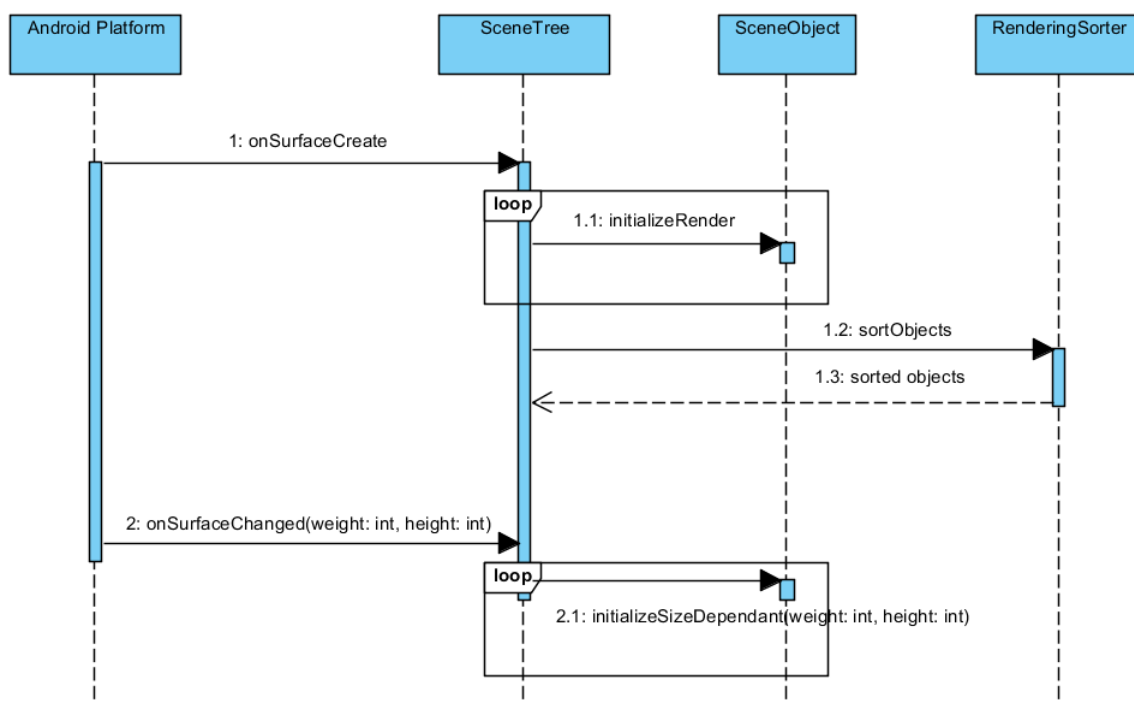 Android Platform
SceneTree
SceneObject
RenderingSorter
1: onSurfaceCreate
loop
1.1: initializeRender
1.2: sortObjects
1.3: sorted objects
2: onSurfaceChanged(weight: int, height: int)
loop
2.1: initializeSizeDependant(weight: int, height: int)